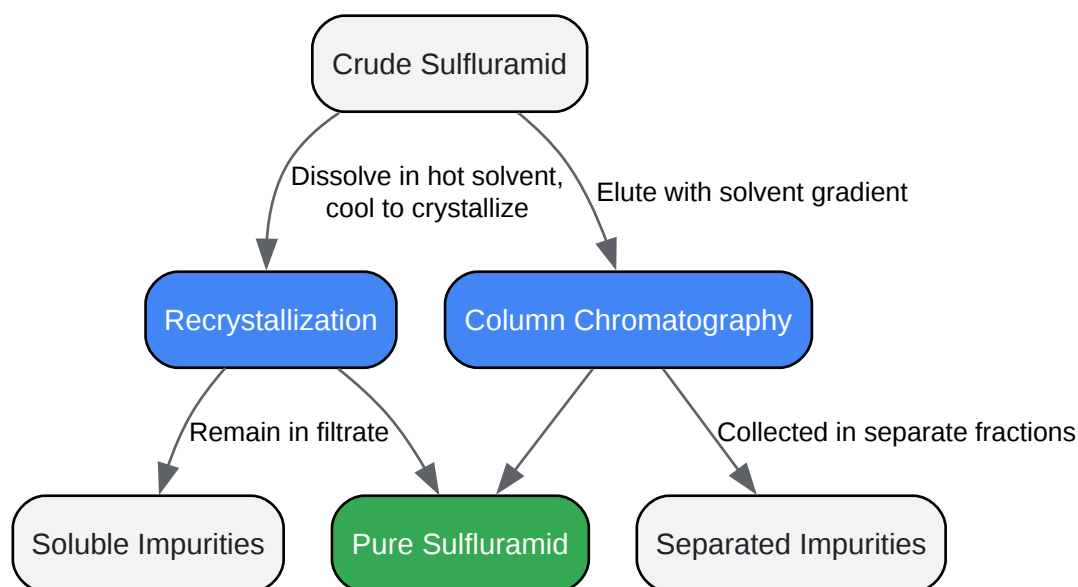 Crude Sulfluramid
Dissolve in hot solvent,
cool to crystallize
Elute with solvent gradient
Recrystallization
Column Chromatography
Remain in filtrate
Collected in separate fractions
Soluble Impurities
Pure Sulfluramid
Separated Impurities